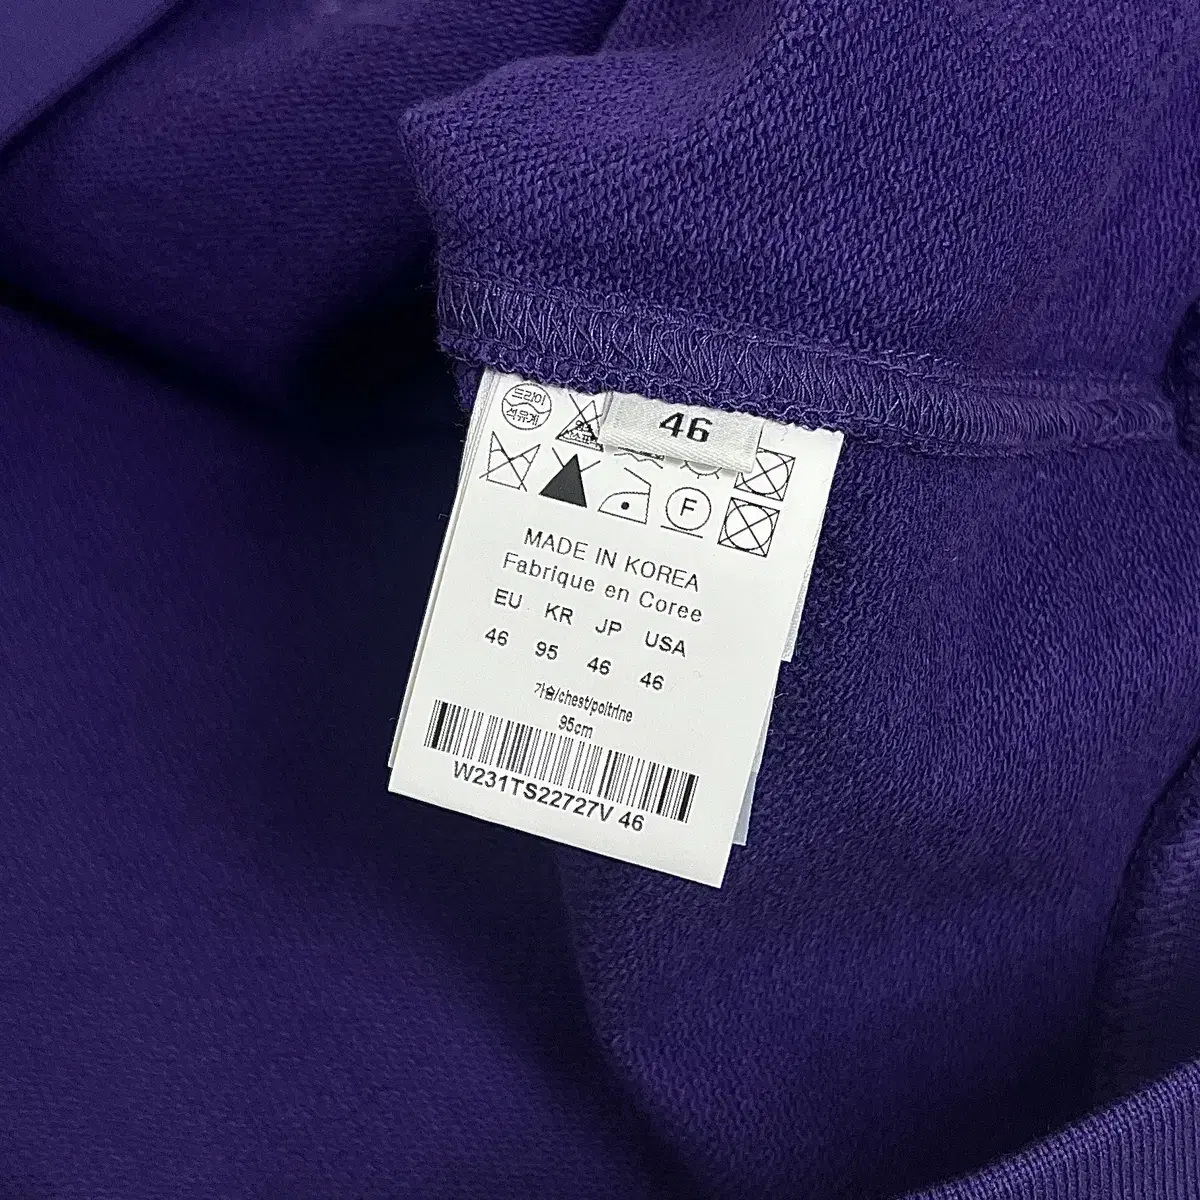 46
드라이
석유계
F
MADE IN KOREA
Fabrique en Coree
EU KR JP USA
46 95 46 46
가슴/chest/poitrine
95cm
W231TS22727V 46